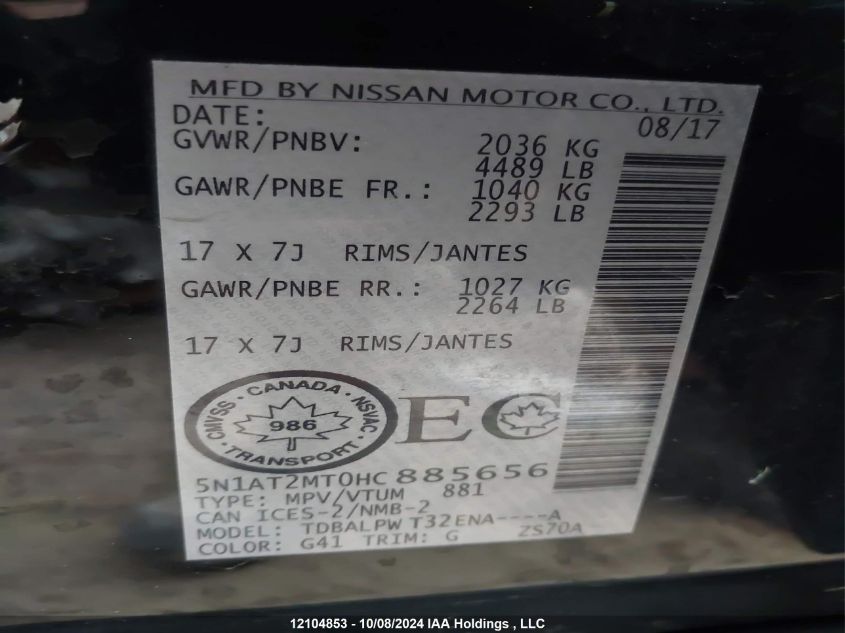 MFD BY NISSAN MOTOR CO., LTD.
DATE: 08/17
GVWR/PNBV: 2036 KG
4489 LB
GAWR/PNBE FR.: 1040 KG
2293 LB
17 X 7J RIMS/JANTES
GAWR/PNBE RR.: 1027 KG
2264 LB
17 X 7J RIMS/JANTES
CANADA
CMVSS 986 NSVAC
TRANSPORT
EC
5N1AT2MT0HC885656
TYPE: MPV/VTUM 881
CAN ICES-2/NMB-2
MODEL: TDBALPW T32ENA----A
COLOR: G41 TRIM: G ZS70A
12104853 - 10/08/2024 IAA Holdings , LLC